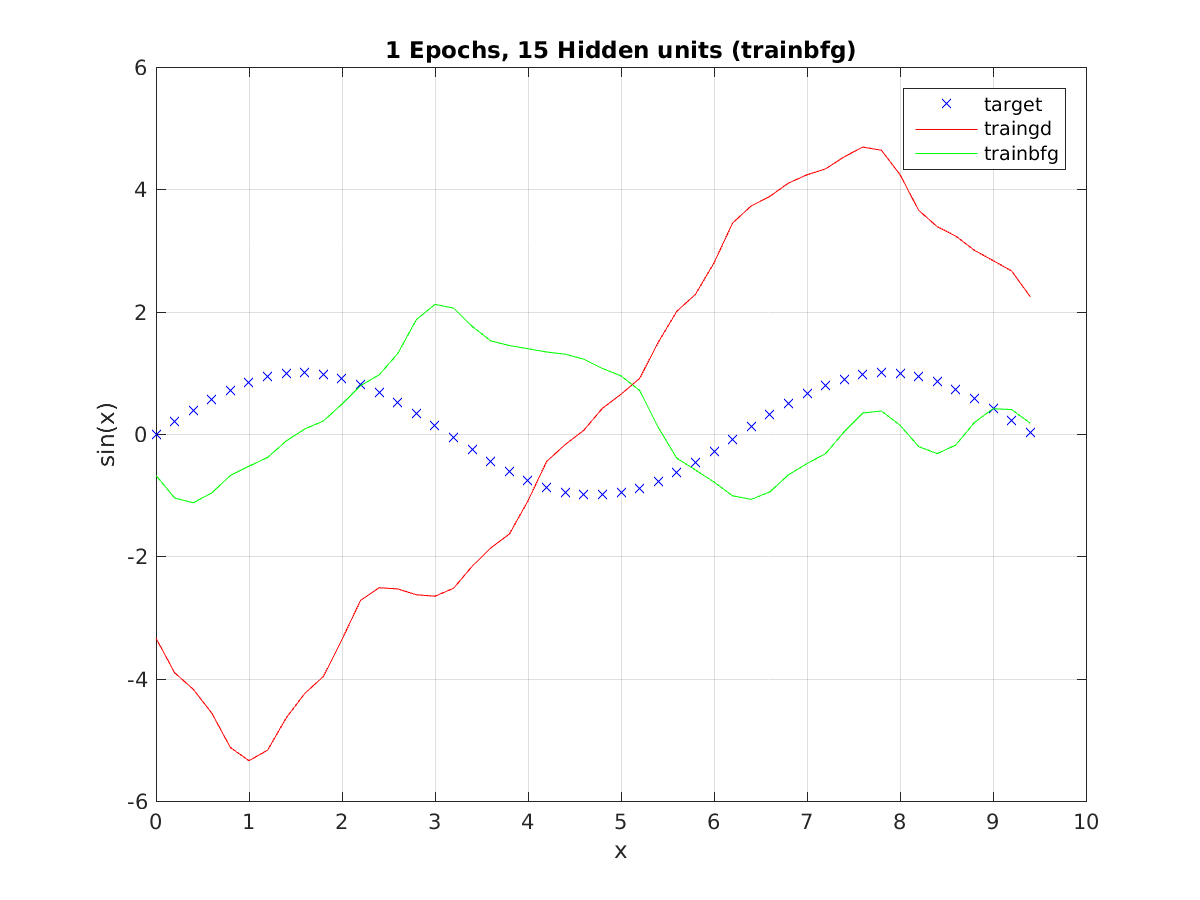 1 Epochs, 15 Hidden units (trainbfg)
target
traingd
trainbfg
6
4
2
0
-2
-4
-6
sin(x)
0 1 2 3 4 5 6 7 8 9 10
x